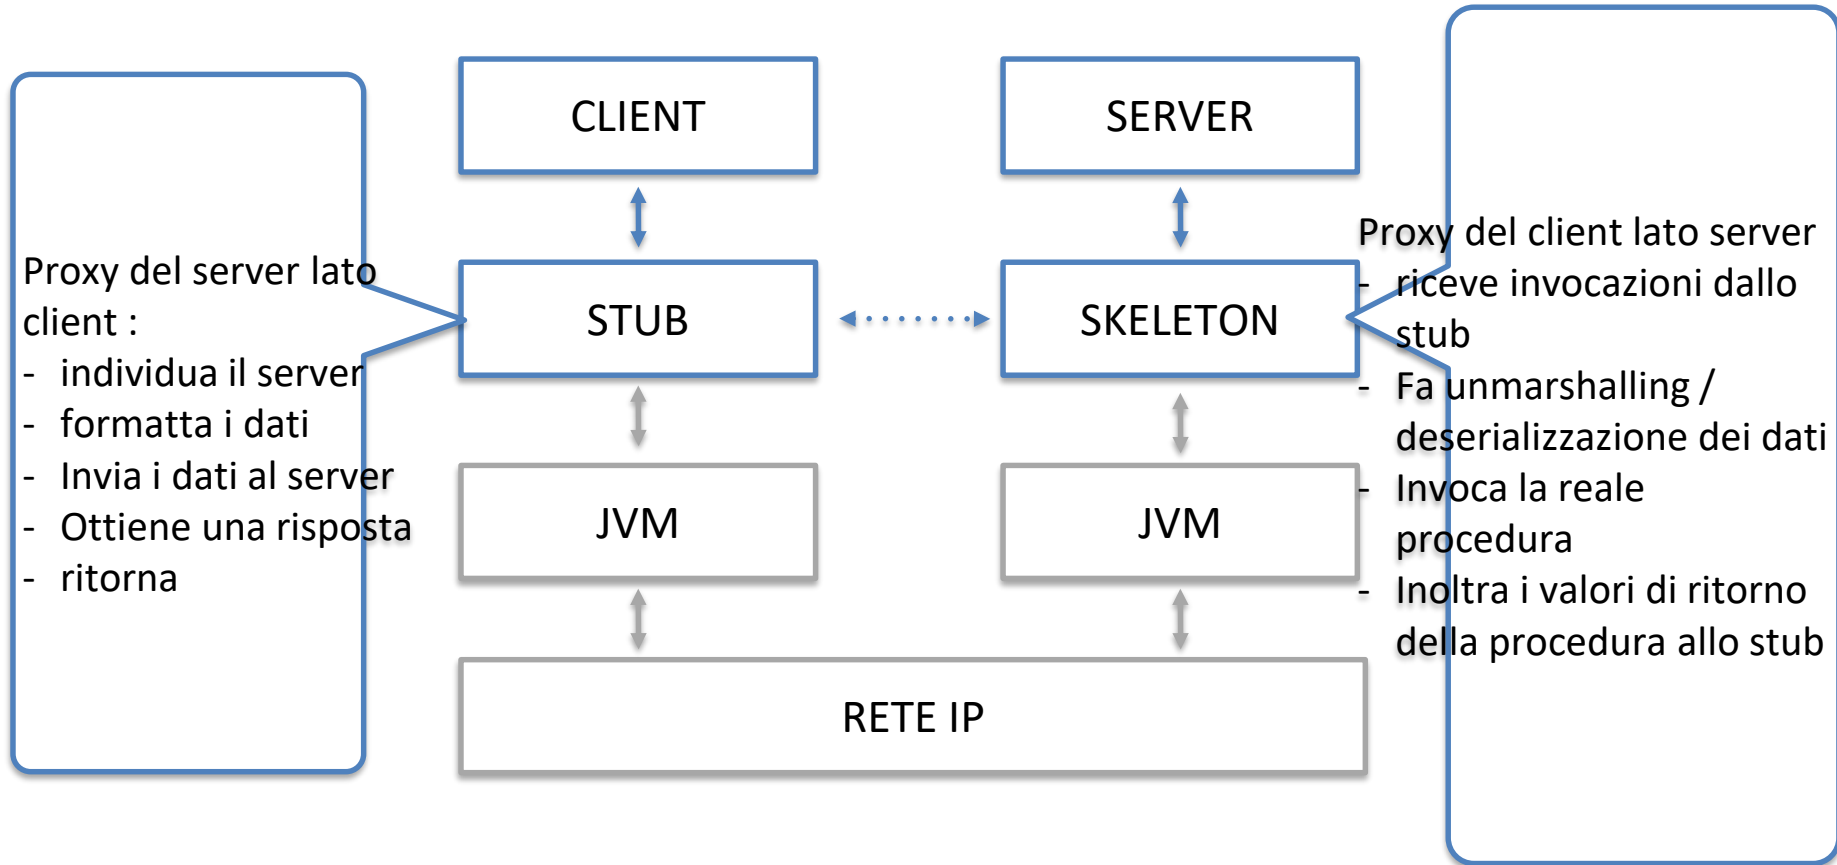 Proxy del server lato
client :
- individua il server
- formatta i dati
- Invia i dati al server
- Ottiene una risposta
- ritorna
CLIENT
SERVER
STUB
SKELETON
JVM
JVM
RETE IP
Proxy del client lato server
- riceve invocazioni dallo
stub
- Fa unmarshalling /
deserializzazione dei dati
- Invoca la reale
procedura
- Inoltra i valori di ritorno
della procedura allo stub